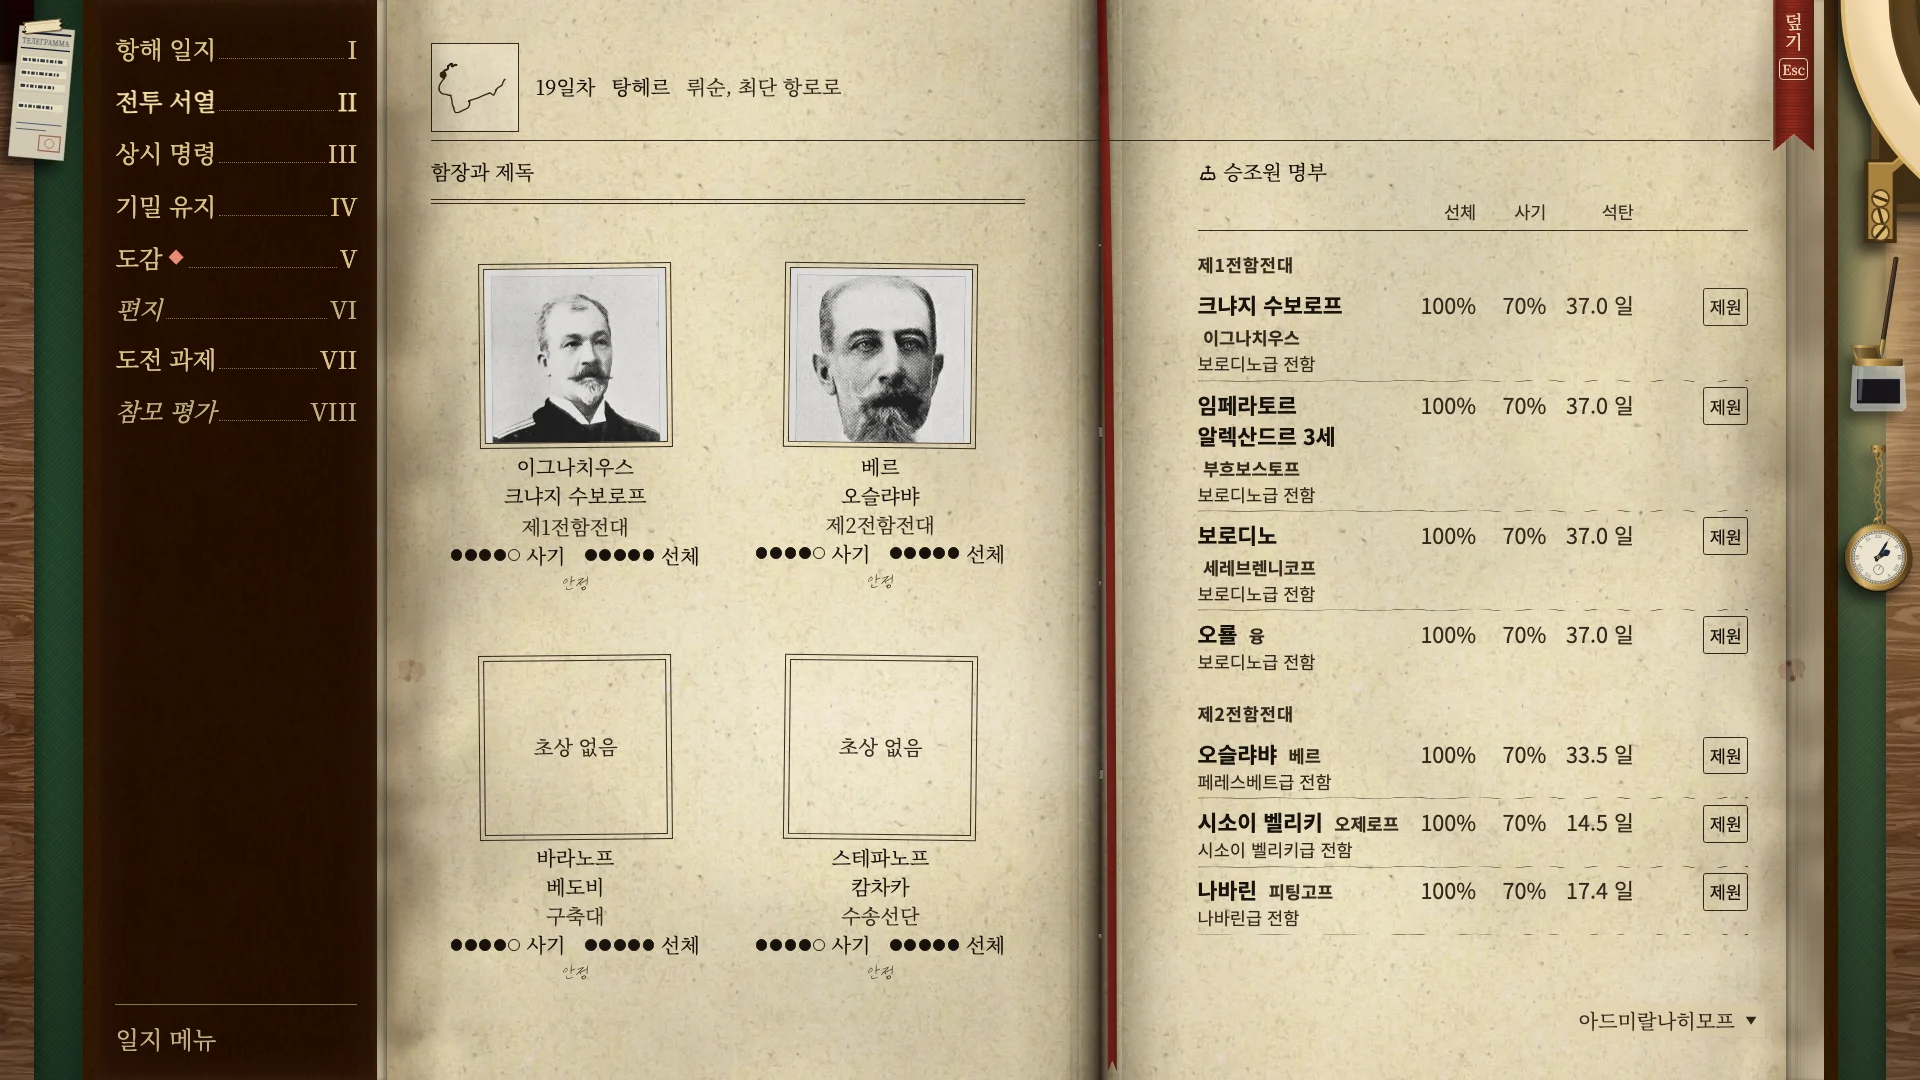 ТЕЛЕГРАММА
항해 일지 I
전투 서열 II
상시 명령 III
기밀 유지 IV
도감 V
편지 VI
도전 과제 VII
참모 평가 VIII
일지 메뉴
19일차 탕헤르 뤼순, 최단 항로로
함장과 제독
이그나치우스
크냐지 수보로프
제1전함전대
사기 선체
안정
베르
오슬랴뱌
제2전함전대
사기 선체
안정
초상 없음
바라노프
베도비
구축대
사기 선체
안정
초상 없음
스테파노프
캄차카
수송선단
사기 선체
안정
승조원 명부
선체 사기 석탄
제1전함전대
크냐지 수보로프 100% 70% 37.0 일 제원
이그나치우스
보로디노급 전함
임페라토르 100% 70% 37.0 일 제원
알렉산드르 3세
부흐보스토프
보로디노급 전함
보로디노 100% 70% 37.0 일 제원
세레브렌니코프
보로디노급 전함
오룔 융 100% 70% 37.0 일 제원
보로디노급 전함
제2전함전대
오슬랴뱌 베르 100% 70% 33.5 일 제원
페레스베트급 전함
시소이 벨리키 오제로프 100% 70% 14.5 일 제원
시소이 벨리키급 전함
나바린 피팅고프 100% 70% 17.4 일 제원
나바린급 전함
아드미랄나히모프 ▼
덮기
Esc